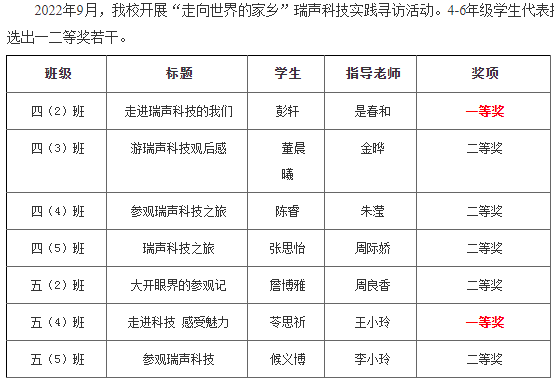 2022年9月，我校开展“走向世界的家乡”瑞声科技实践寻访活动。4-6年级学生代表
选出一二等奖若干。
班级 标题 学生 指导老师 奖项
四（2）班 走进瑞声科技的我们 彭轩 是春和 一等奖
四（3）班 游瑞声科技观后感 董晨 金晔 二等奖
曦
四（4）班 参观瑞声科技之旅 陈睿 朱滢 二等奖
四（5）班 瑞声科技之旅 张思怡 周际娇 二等奖
五（2）班 大开眼界的参观记 詹博雅 周良香 二等奖
五（4）班 走进科技 感受魅力 苓思祈 王小玲 一等奖
五（5）班 参观瑞声科技 候义博 李小玲 二等奖